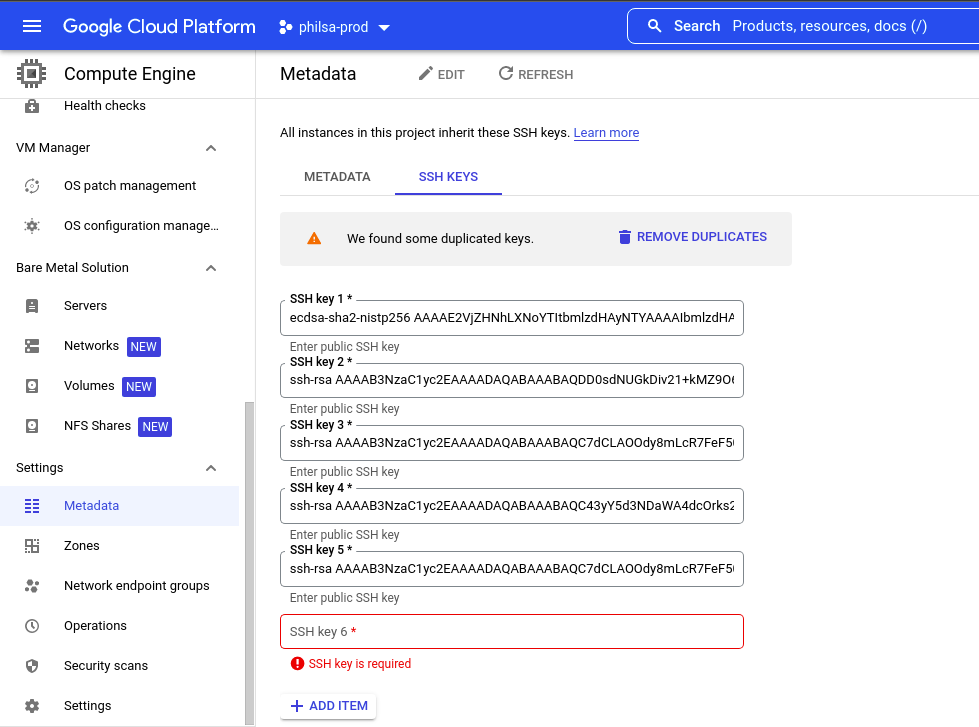 Google Cloud Platform
philsa-prod
Search Products, resources, docs (/)
Compute Engine
Health checks
VM Manager
OS patch management
OS configuration manage…
Bare Metal Solution
Servers
Networks NEW
Volumes NEW
NFS Shares NEW
Settings
Metadata
Zones
Network endpoint groups
Operations
Security scans
Settings
Metadata
EDIT
REFRESH
All instances in this project inherit these SSH keys. Learn more
METADATA
SSH KEYS
We found some duplicated keys.
REMOVE DUPLICATES
SSH key 1 *
ecdsa-sha2-nistp256 AAAAE2VjZHNhLXNoYTItbmlzdHAyNTYAAAAIbmlzdHA
Enter public SSH key
SSH key 2 *
ssh-rsa AAAAB3NzaC1yc2EAAAADAQABAAABAQDD0sdNUGkDiv21+kMZ9O6
Enter public SSH key
SSH key 3 *
ssh-rsa AAAAB3NzaC1yc2EAAAADAQABAAABAQC7dCLAOOdy8mLcR7FeF50
Enter public SSH key
SSH key 4 *
ssh-rsa AAAAB3NzaC1yc2EAAAADAQABAAABAQC43yY5d3NDaWA4dcOrks2
Enter public SSH key
SSH key 5 *
ssh-rsa AAAAB3NzaC1yc2EAAAADAQABAAABAQC7dCLAOOdy8mLcR7FeF50
Enter public SSH key
SSH key 6 *
SSH key is required
ADD ITEM